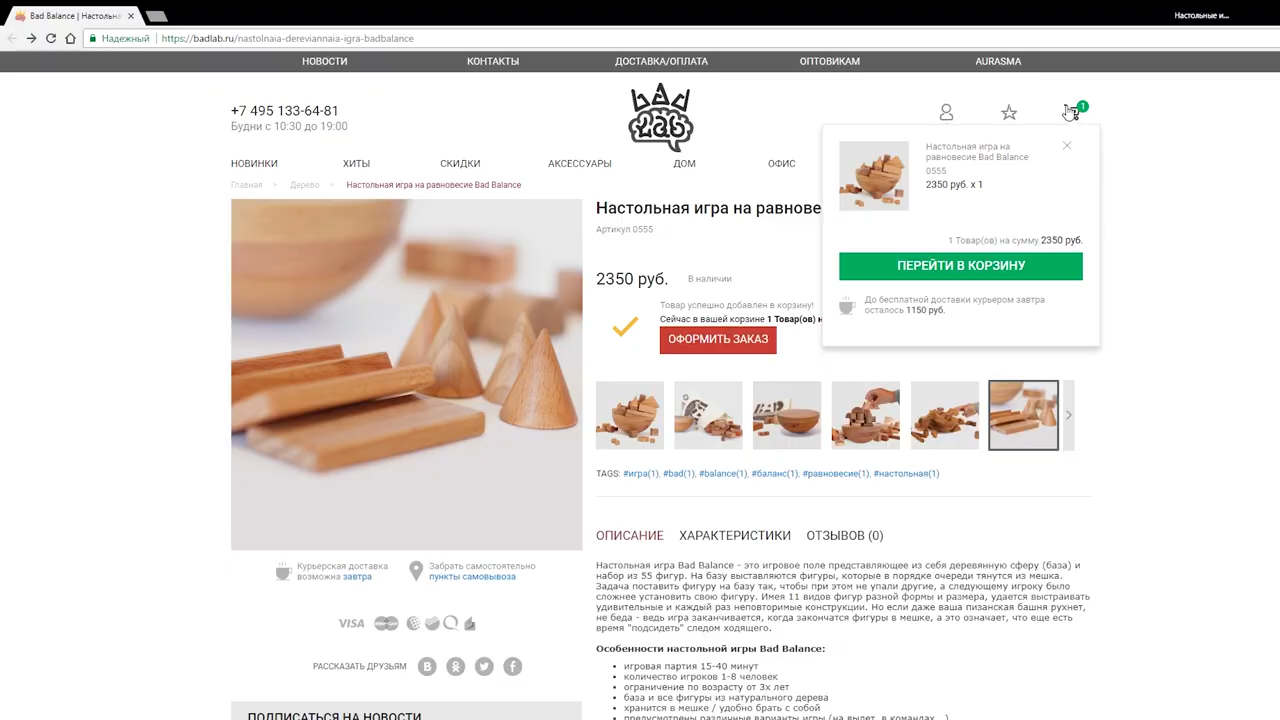 Bad Balance | Настольна
Настольные и...
Надежный
https://badlab.ru/nastolnaia-dereviannaia-igra-badbalance
НОВОСТИ КОНТАКТЫ ДОСТАВКА/ОПЛАТА ОПТОВИКАМ AURASMA
+7 495 133-64-81
Будни с 10:30 до 19:00
Lab
1
НОВИНКИ ХИТЫ СКИДКИ АКСЕССУАРЫ ДОМ ОФИС
Главная > Дерево > Настольная игра на равновесие Bad Balance
Настольная игра на
равновесие Bad Balance
0555
2350 руб. x 1
1 Товар(ов) на сумму 2350 руб.
ПЕРЕЙТИ В КОРЗИНУ
До бесплатной доставки курьером завтра
осталось 1150 руб.
Настольная игра на равнове
Артикул 0555
2350 руб. В наличии
Товар успешно добавлен в корзину!
Сейчас в вашей корзине 1 Товар(ов) н
ОФОРМИТЬ ЗАКАЗ
TAGS: #игра(1), #bad(1), #balance(1), #баланс(1), #равновесие(1), #настольная(1)
ОПИСАНИЕ ХАРАКТЕРИСТИКИ ОТЗЫВОВ (0)
Настольная игра Bad Balance - это игровое поле представляющее из себя деревянную сферу (база) и
набор из 55 фигур. На базу выставляются фигуры, которые в порядке очереди тянутся из мешка.
Задача поставить фигуру на базу так, чтобы при этом не упали другие, а следующему игроку было
сложнее установить свою фигуру. Имея 11 видов фигур разной формы и размера, удается выстраивать
удивительные и каждый раз неповторимые конструкции. Но если даже ваша пизанская башня рухнет,
не беда - ведь игра заканчивается, когда закончатся фигуры в мешке, а это означает, что еще есть
время "подсидеть" следом ходящего.
Особенности настольной игры Bad Balance:
игровая партия 15-40 минут
количество игроков 1-8 человек
ограничение по возрасту от 3х лет
база и все фигуры из натурального дерева
хранится в мешке / удобно брать с собой
предусмотрены различные варианты игры (на вылет, в командах...)
Курьерская доставка
возможна завтра
Забрать самостоятельно
пункты самовывоза
VISA
РАССКАЗАТЬ ДРУЗЬЯМ
ПОДПИСАТЬСЯ НА НОВОСТИ